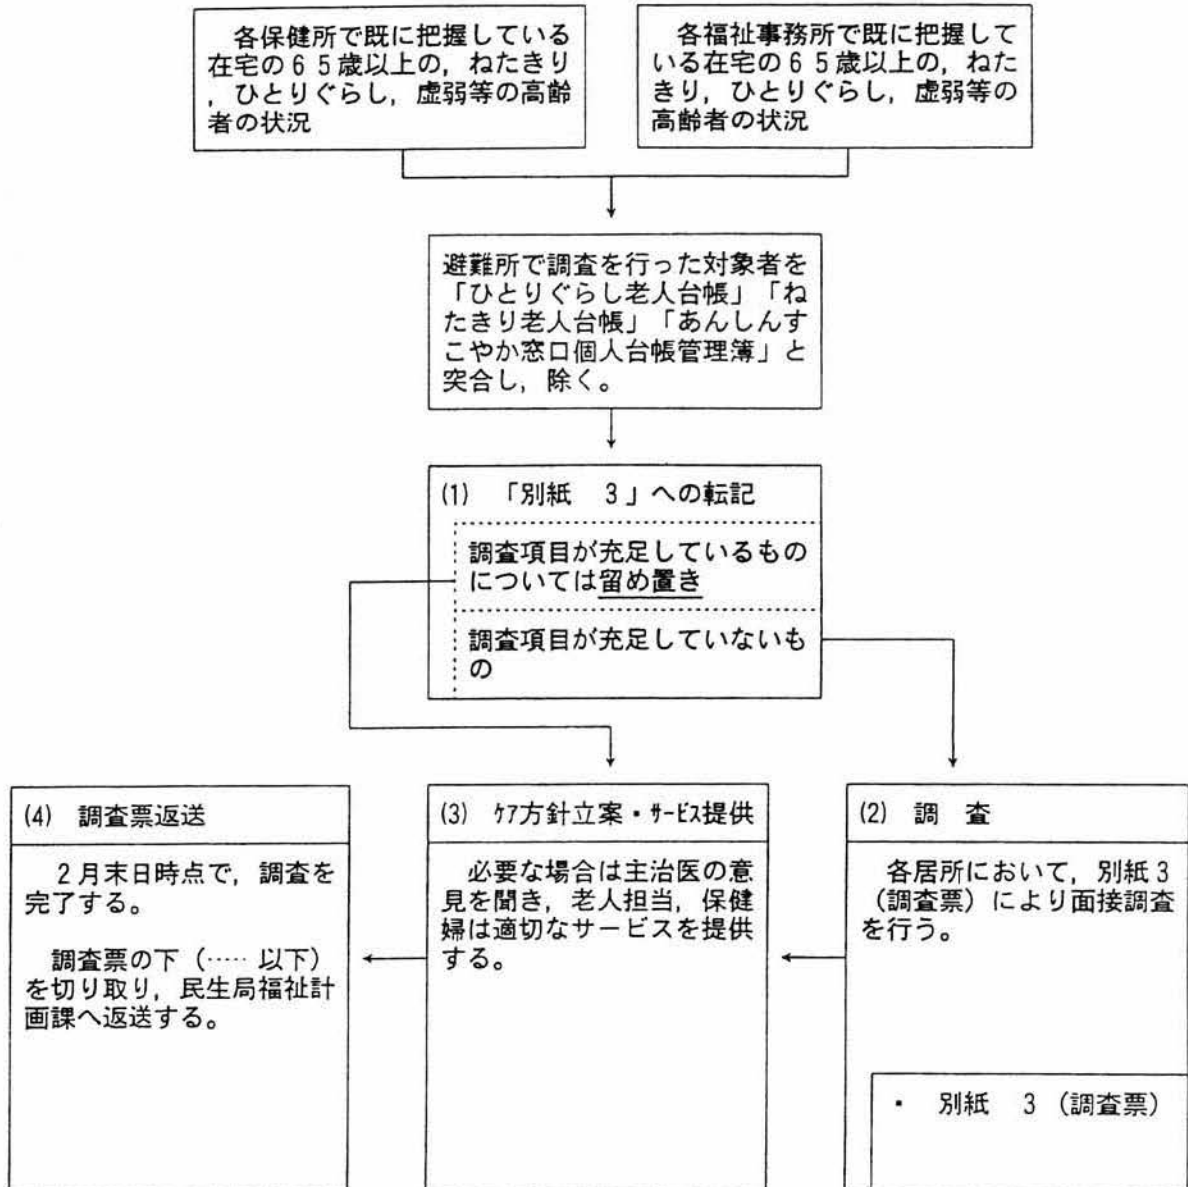 各保健所で既に把握している
在宅の６５歳以上の，ねたきり
，ひとりぐらし，虚弱等の高齢
者の状況
各福祉事務所で既に把握して
いる在宅の６５歳以上の，ねた
きり，ひとりぐらし，虚弱等の
高齢者の状況
避難所で調査を行った対象者を
「ひとりぐらし老人台帳」「ね
たきり老人台帳」「あんしんす
こやか窓口個人台帳管理簿」と
突合し，除く。
(1) 「別紙　３」への転記
調査項目が充足しているもの
については留め置き
調査項目が充足していないも
の
(4) 調査票返送
２月末日時点で，調査を
完了する。
調査票の下（‥‥‥ 以下）
を切り取り，民生局福祉計
画課へ返送する。
(3) ｹｱ方針立案・ｻｰﾋﾞｽ提供
必要な場合は主治医の意
見を聞き，老人担当，保健
婦は適切なサービスを提供
する。
(2) 調　査
各居所において，別紙３
（調査票）により面接調査
を行う。
・　別紙　３（調査票）